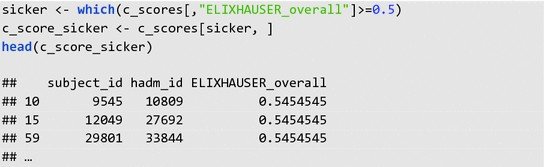 sicker <- which(c_scores[,"ELIXHAUSER_overall"]>=0.5)
c_score_sicker <- c_scores[sicker, ]
head(c_score_sicker)
##    subject_id hadm_id ELIXHAUSER_overall
## 10       9545   10809          0.5454545
## 15      12049   27692          0.5454545
## 59      29801   33844          0.5454545
## …